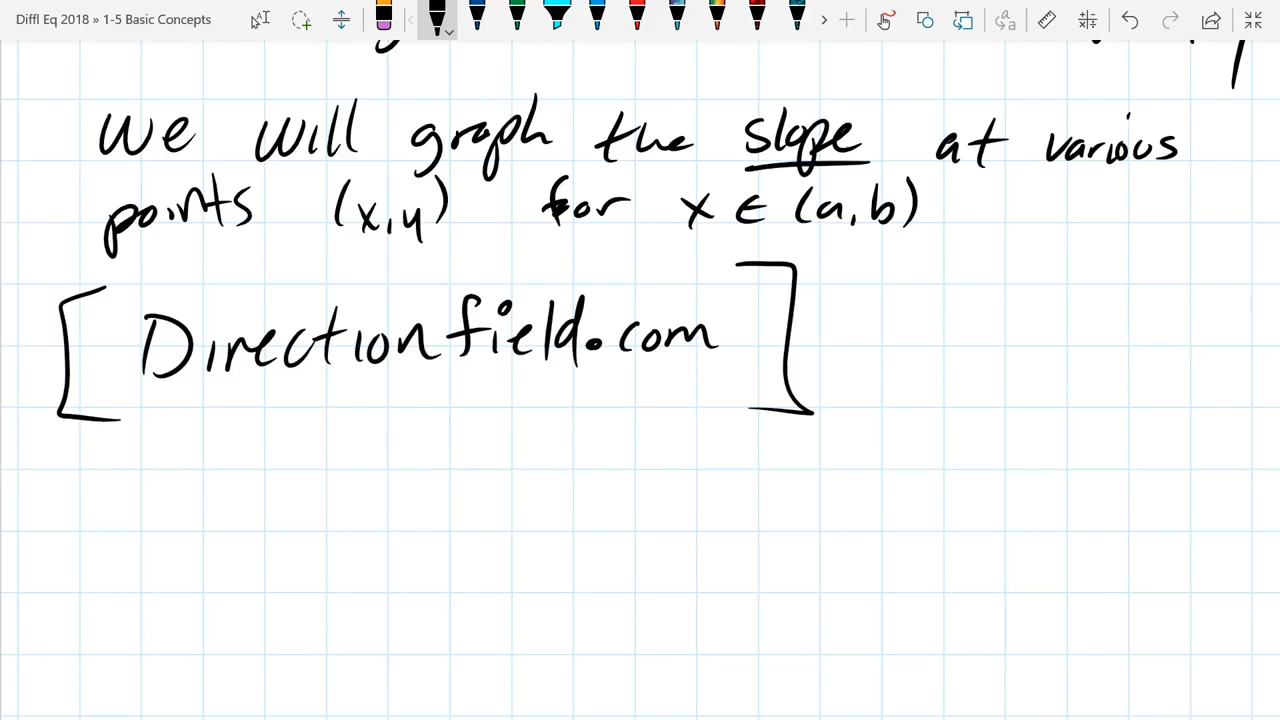 Diffl Eq 2018 » 1-5 Basic Concepts
We will graph the slope at various
points (x,y) for x ∈ (a,b)
[ Directionfield.com ]